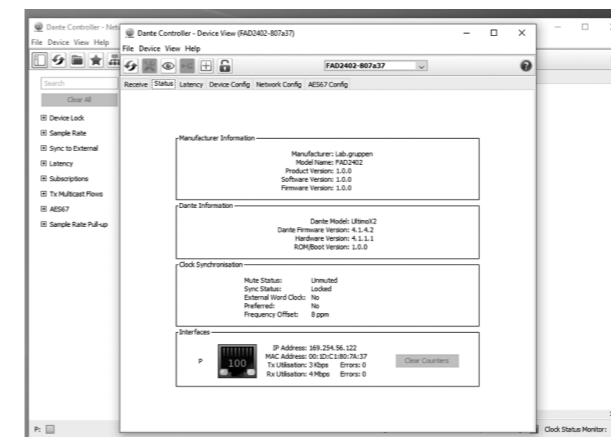 Dante Controller - Net
Dante Controller - Device View (FAD2402-807a37)
File Device View Help
File Device View Help
FAD2402-807a37
Search
Clear All
Device Lock
Sample Rate
Sync to External
Latency
Subscriptions
Tx Multicast Flows
AES67
Sample Rate Pull-up
Receive Status Latency Device Config Network Config AES67 Config
Manufacturer Information
Manufacturer: Lab.gruppen
Model Name: FAD2402
Product Version: 1.0.0
Software Version: 1.0.0
Firmware Version: 1.0.0
Dante Information
Dante Model: UltimoX2
Dante Firmware Version: 4.1.4.2
Hardware Version: 4.1.1.1
ROM/Boot Version: 1.0.0
Clock Synchronisation
Mute Status: Unmuted
Sync Status: Locked
External Word Clock: No
Preferred: No
Frequency Offset: 8 ppm
Interfaces
P
100
IP Address: 169.254.56.122
MAC Address: 00:1D:C1:80:7A:37
Tx Utilisation: 3 Kbps Errors: 0
Rx Utilisation: 4 Mbps Errors: 0
Clear Counters
P:
Clock Status Monitor: